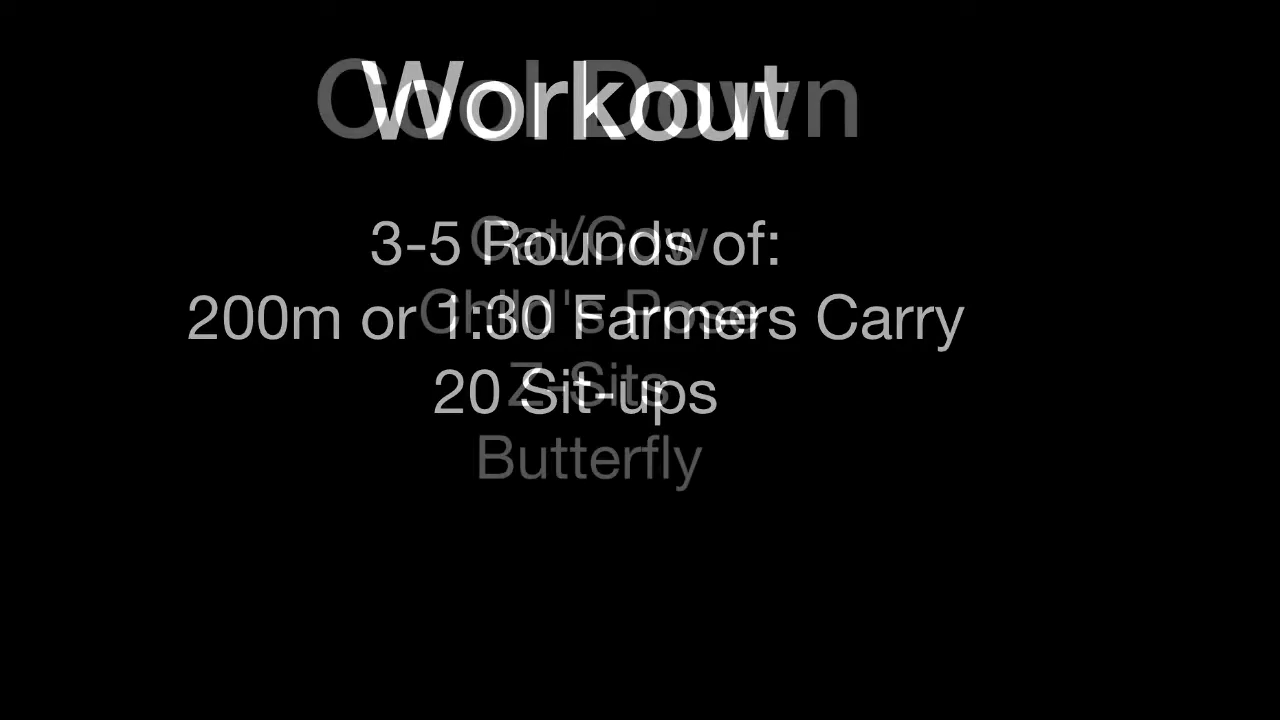 Workout
3-5 Rounds of:
200m or 1:30 Farmers Carry
20 Sit-ups
Cool Down
Cat/Cow
Child's Pose
Z-Sits
Butterfly